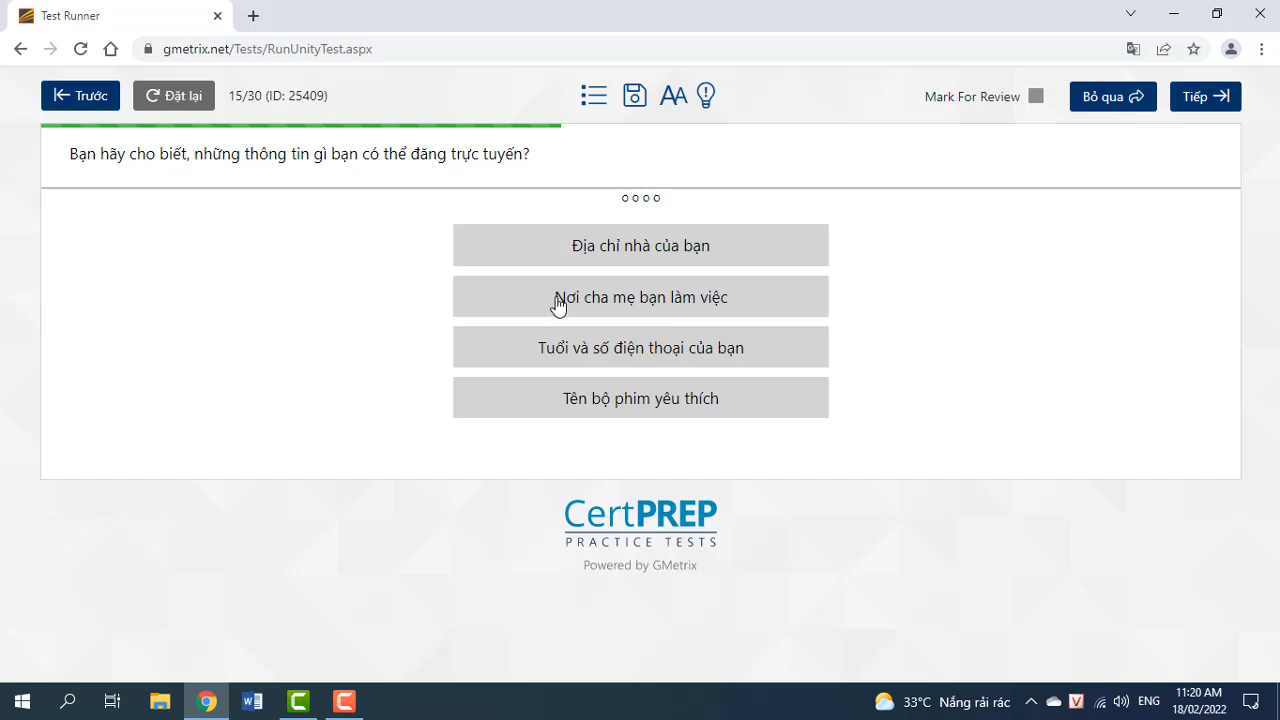 Test Runner
gmetrix.net/Tests/RunUnityTest.aspx
Trước
Đặt lại
15/30 (ID: 25409)
AA
Mark For Review
Bỏ qua
Tiếp
Bạn hãy cho biết, những thông tin gì bạn có thể đăng trực tuyến?
Địa chỉ nhà của bạn
Nơi cha mẹ bạn làm việc
Tuổi và số điện thoại của bạn
Tên bộ phim yêu thích
CertPREP
PRACTICE TESTS
Powered by GMetrix
33°C Nắng rải rác
ENG
11:20 AM
18/02/2022